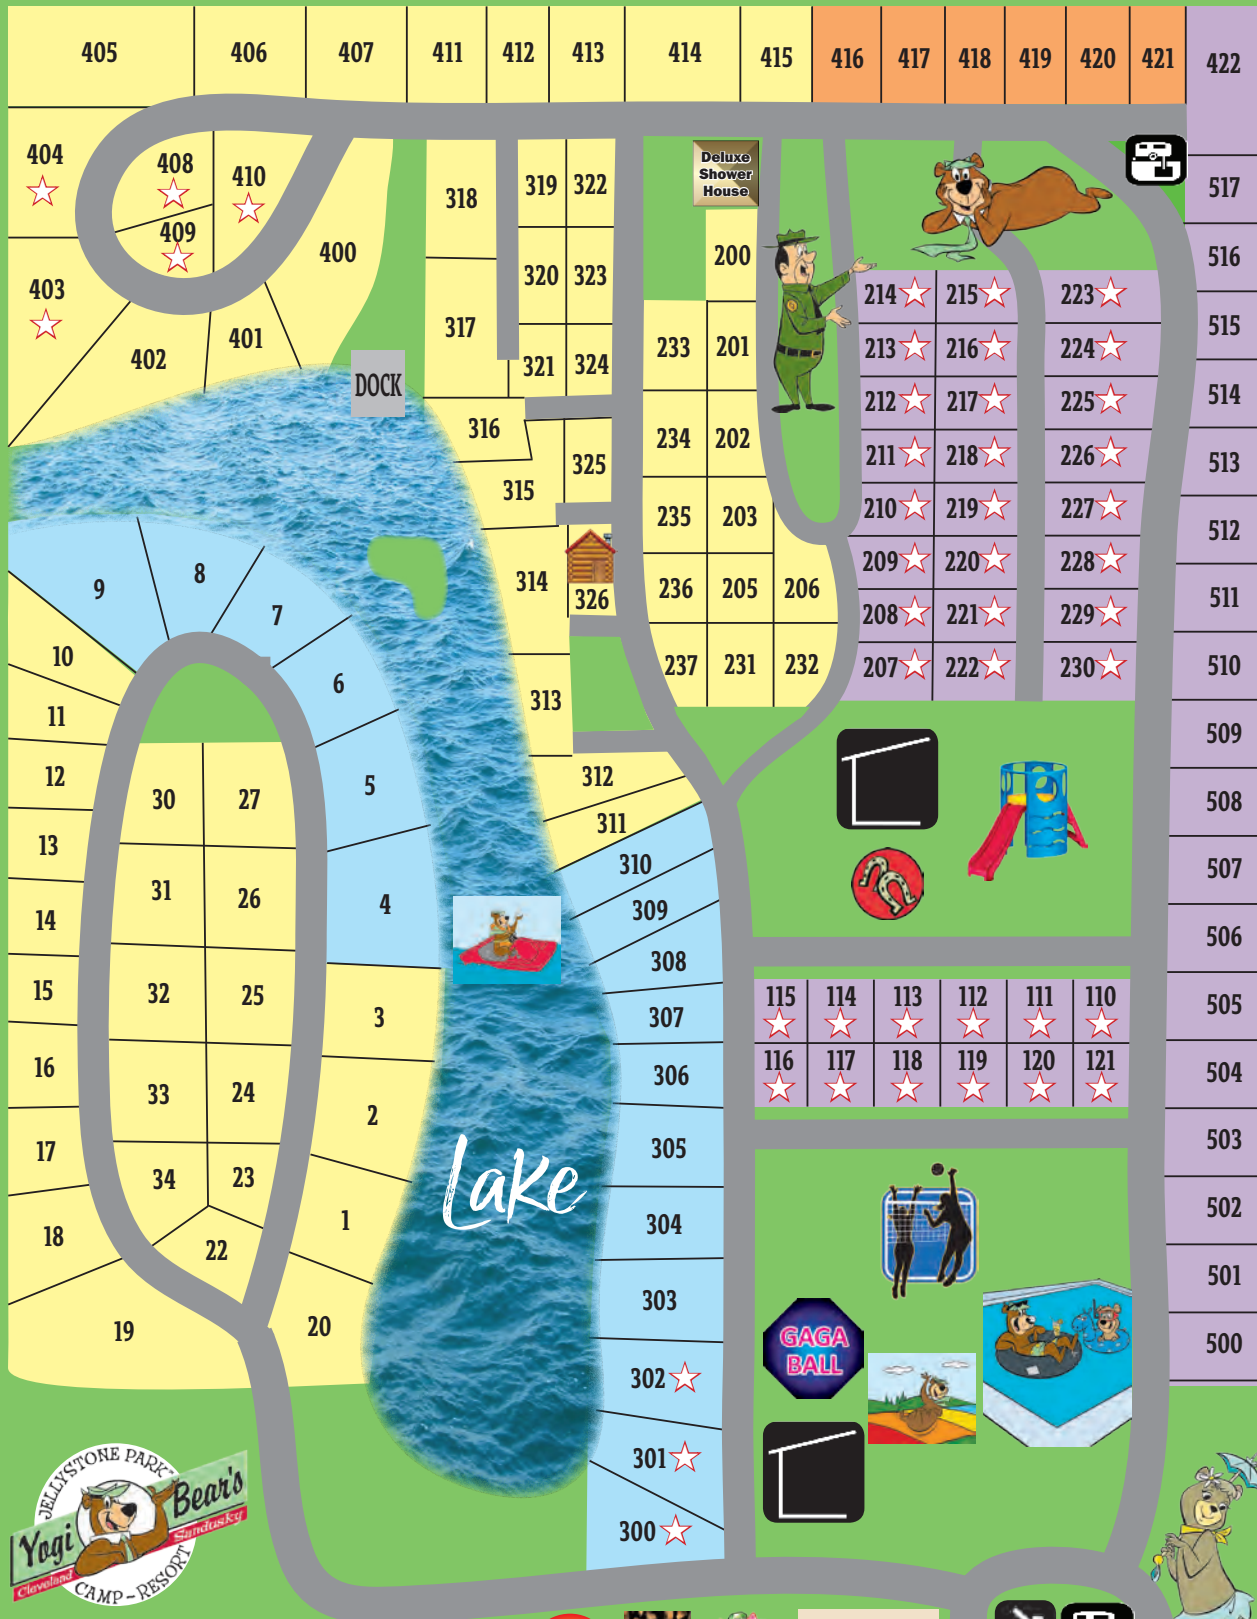 405 406 407 411 412 413 414 415 416 417 418 419 420 421 422
404 408 410 318 319 322 Deluxe
Shower
House
517
409
403 400 320 323 200 516
402 401 317 321 324 233 201 214 215 223 515
DOCK
213 216 224
316 325 234 202 212 217 225 514
315 211 218 226 513
235 203 210 219 227 512
9 8 7 314 326 236 205 206 209 220 228 511
208 221 229
10 6 313 237 231 232 207 222 230 510
11 509
12 30 27 5 312 508
13 311 507
310
14 31 26 4 309 506
308
15 32 25 3 307 115 114 113 112 111 110 505
16 33 24 2 306 116 117 118 119 120 121 504
17 34 23 305 503
Lake
18 22 1 304 502
303 501
19 20 GAGA
BALL
500
302
301
300
JELLYSTONE PARK™
Yogi Bear's
Cleveland Sandusky
CAMP-RESORT